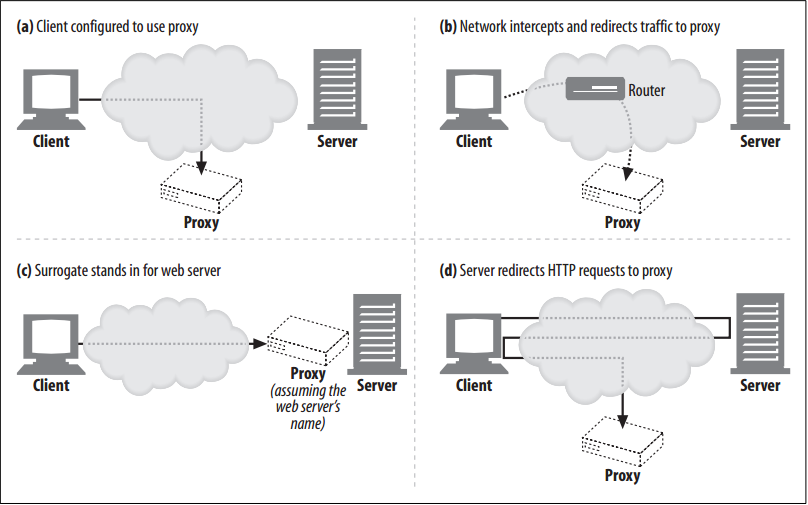 (a) Client configured to use proxy
Client
Server
Proxy
(b) Network intercepts and redirects traffic to proxy
Router
Client
Server
Proxy
(c) Surrogate stands in for web server
Client
Proxy
(assuming the
web server's
name)
Server
(d) Server redirects HTTP requests to proxy
Client
Server
Proxy